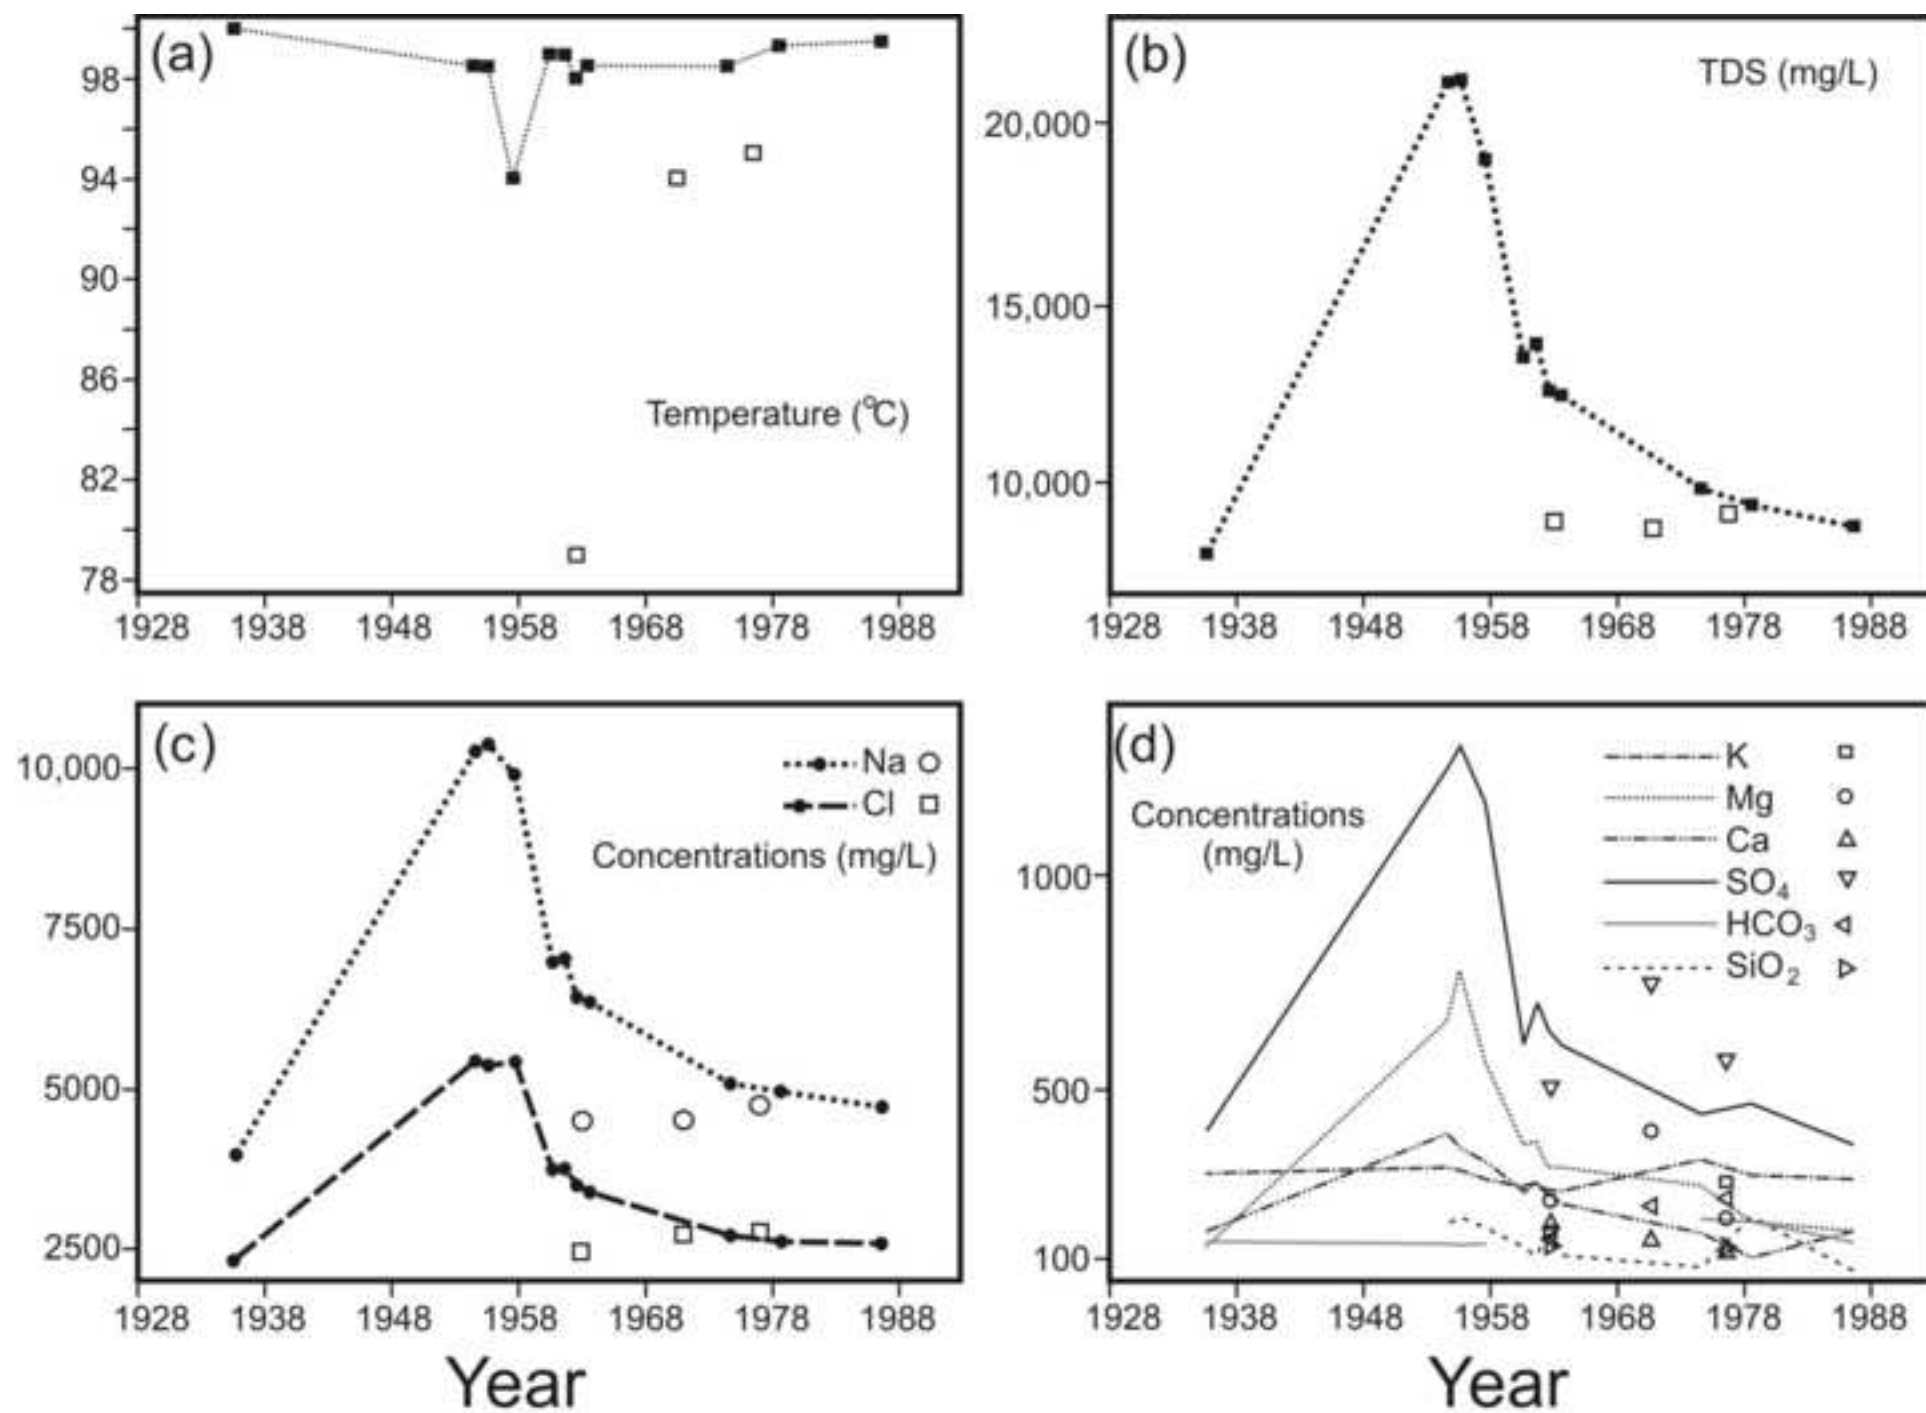 (a)
98
94
90
86
82
78
Temperature (°C)
1928 1938 1948 1958 1968 1978 1988
(b)
TDS (mg/L)
20,000
15,000
10,000
1928 1938 1948 1958 1968 1978 1988
(c)
Na
Cl
Concentrations (mg/L)
10,000
7500
5000
2500
1928 1938 1948 1958 1968 1978 1988
Year
(d)
Concentrations
(mg/L)
K
Mg
Ca
SO₄
HCO₃
SiO₂
1000
500
100
1928 1938 1948 1958 1968 1978 1988
Year